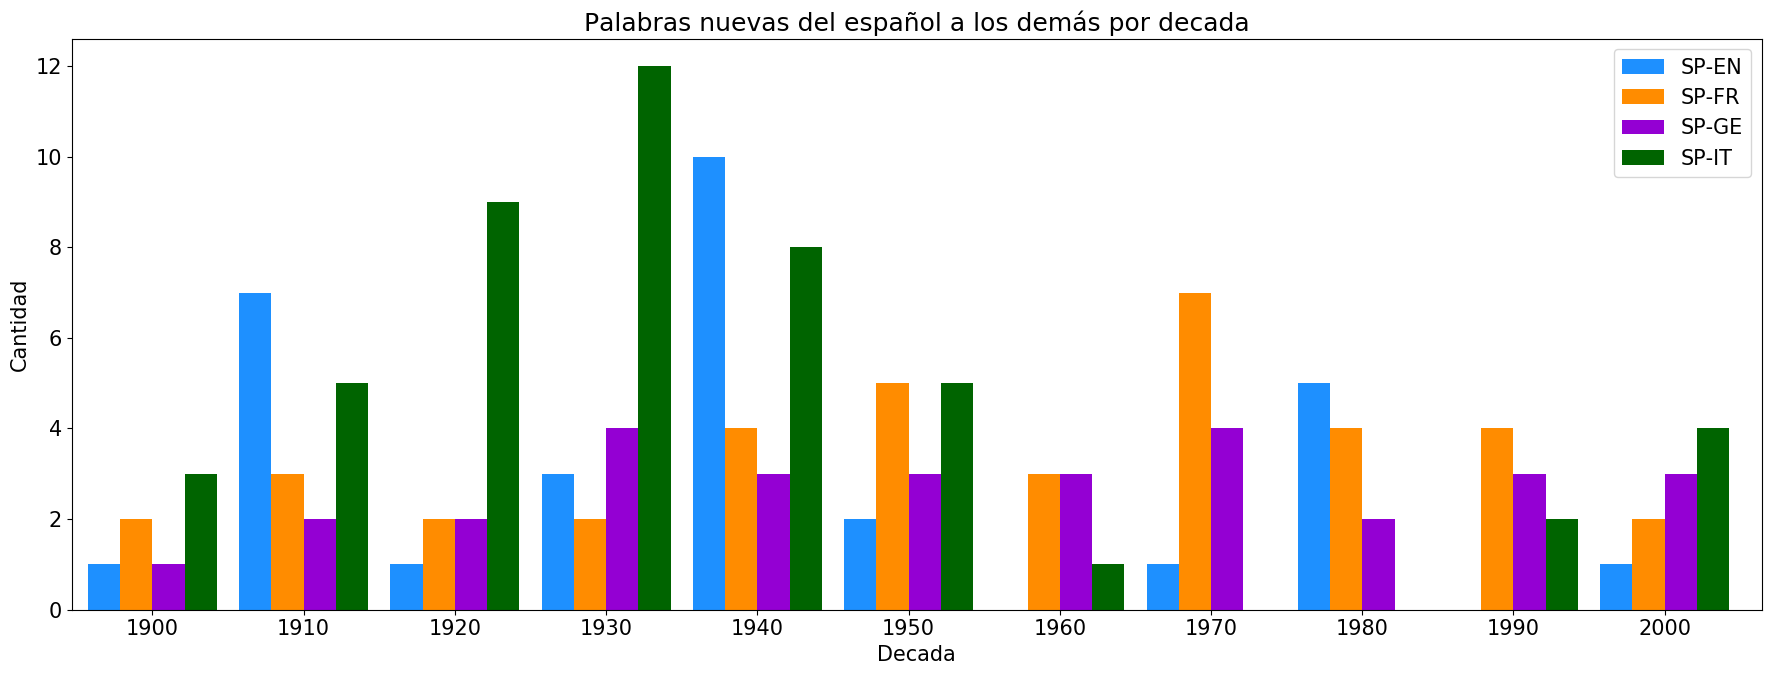 Palabras nuevas del español a los demás por decada
SP-EN
SP-FR
SP-GE
SP-IT
Cantidad
12
10
8
6
4
2
0
1900 1910 1920 1930 1940 1950 1960 1970 1980 1990 2000
Decada